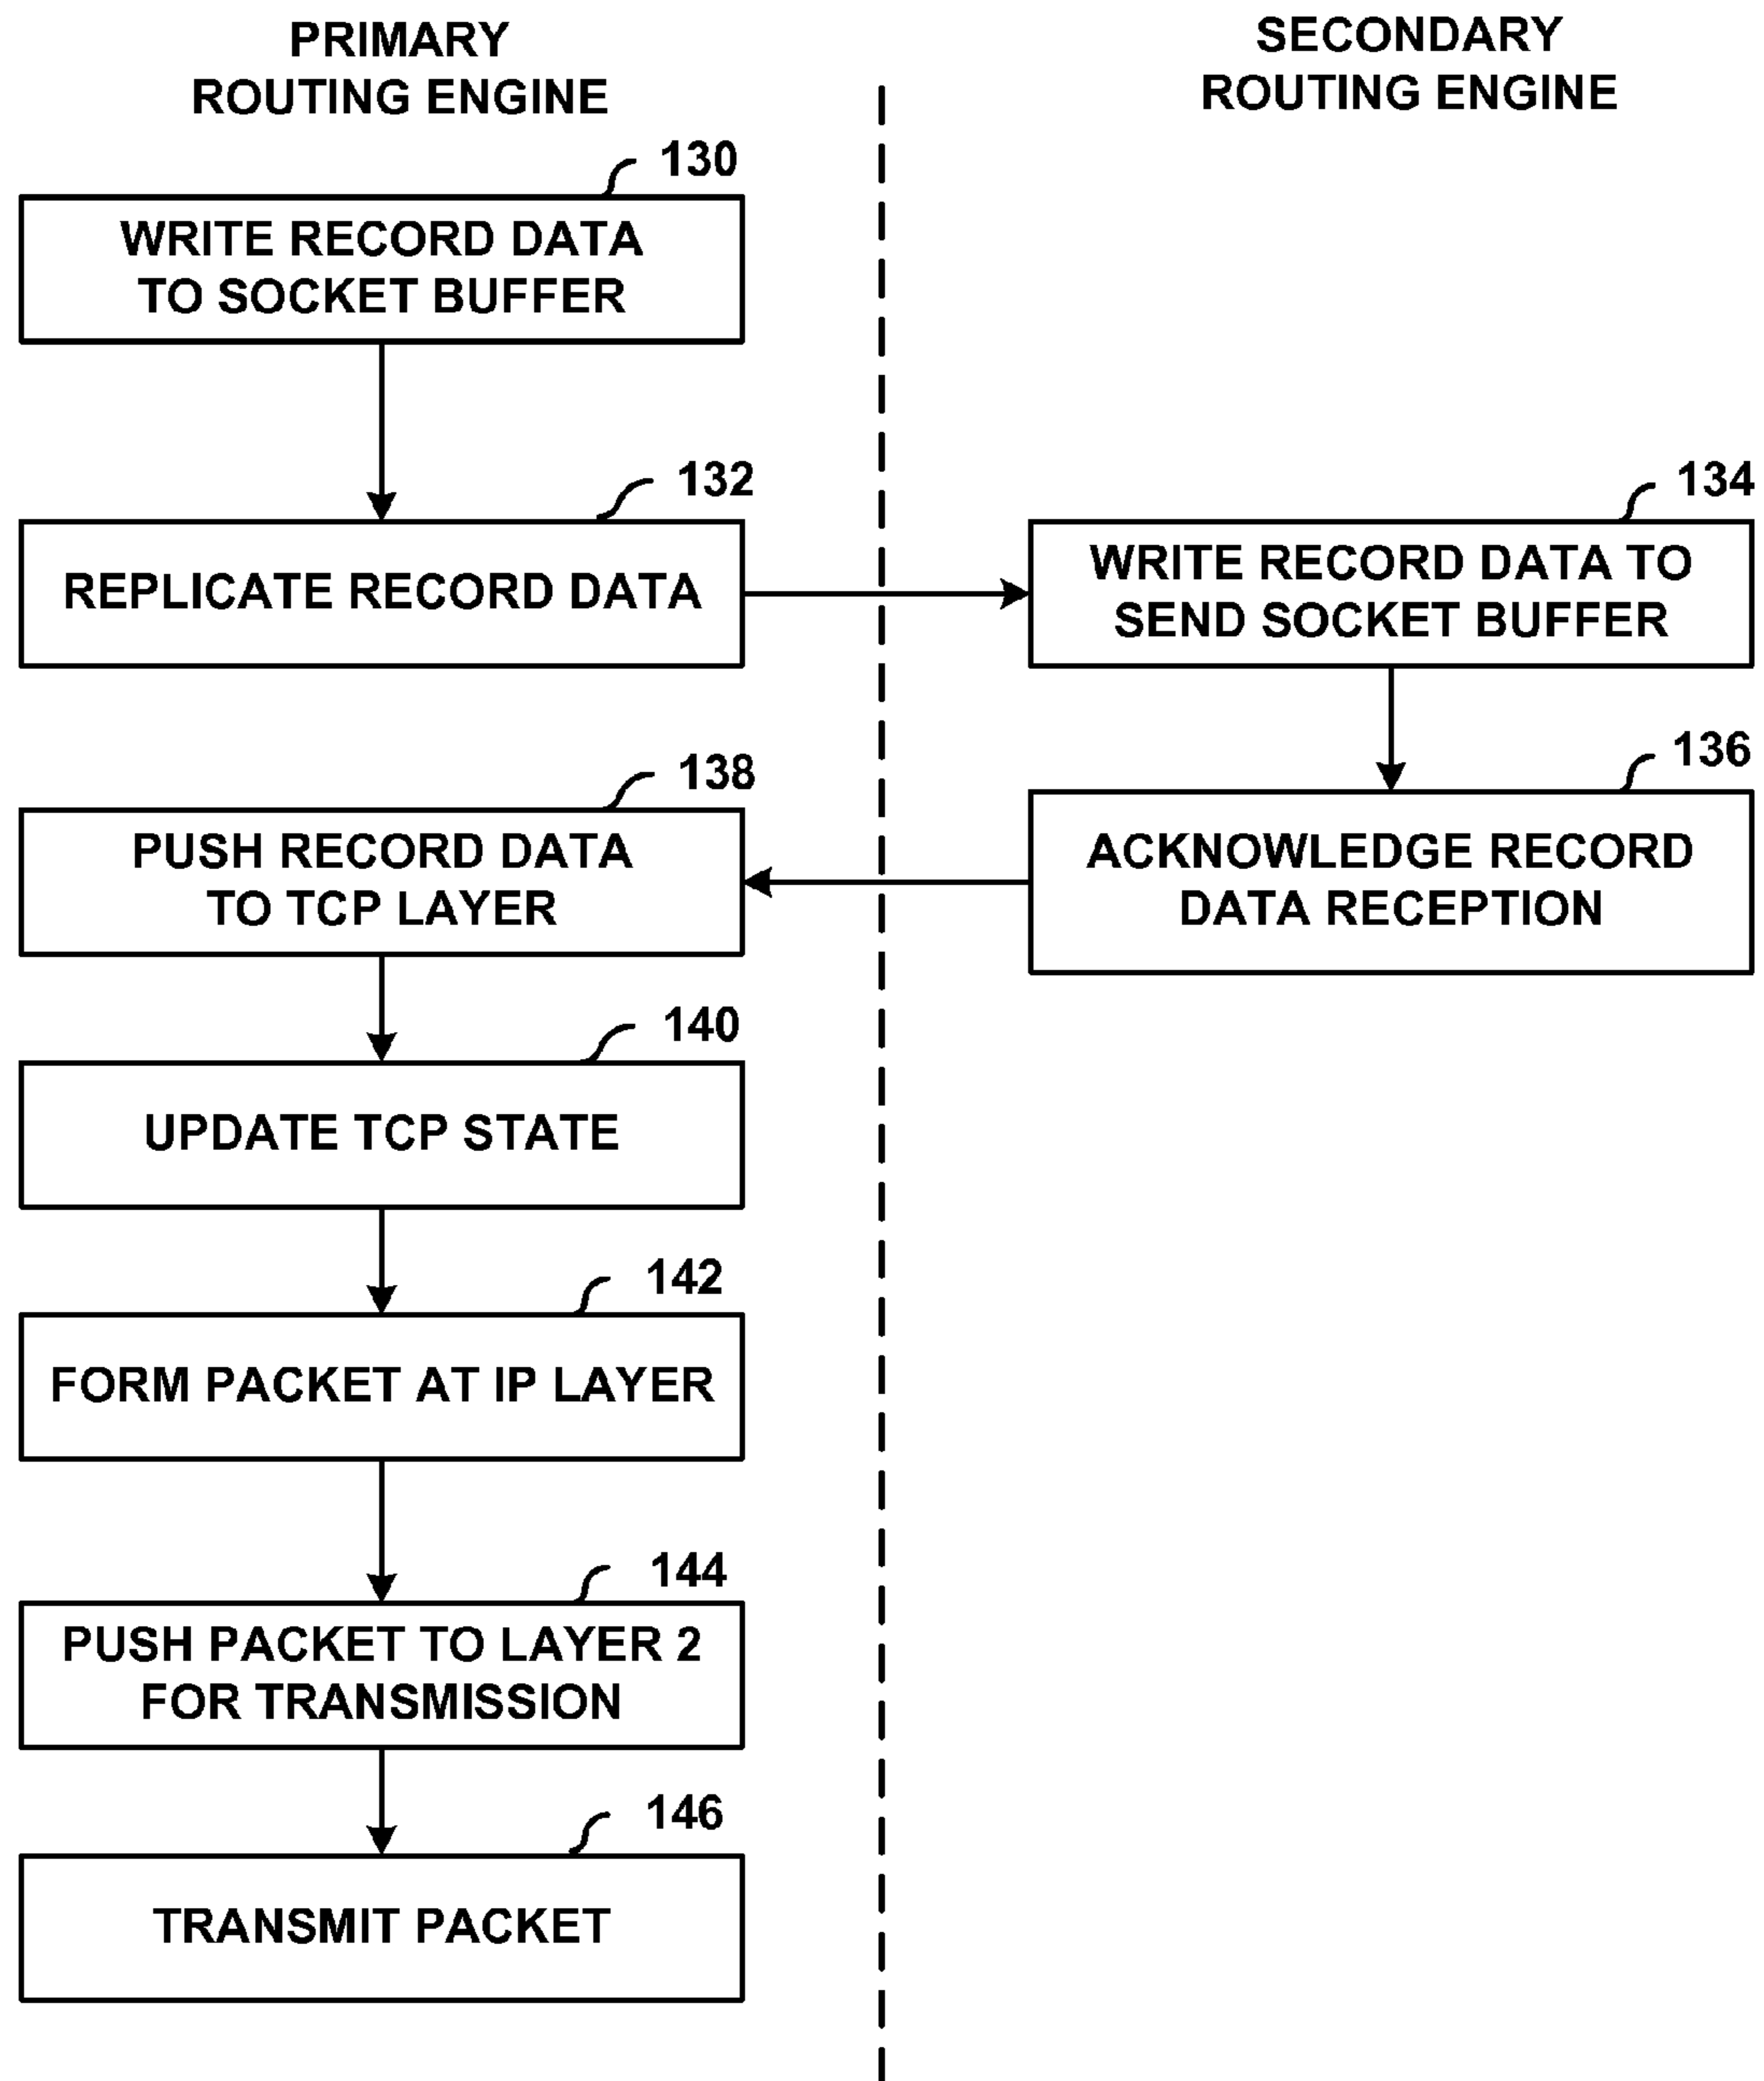 PRIMARY
ROUTING ENGINE
SECONDARY
ROUTING ENGINE
130
WRITE RECORD DATA
TO SOCKET BUFFER
132
REPLICATE RECORD DATA
134
WRITE RECORD DATA TO
SEND SOCKET BUFFER
136
ACKNOWLEDGE RECORD
DATA RECEPTION
138
PUSH RECORD DATA
TO TCP LAYER
140
UPDATE TCP STATE
142
FORM PACKET AT IP LAYER
144
PUSH PACKET TO LAYER 2
FOR TRANSMISSION
146
TRANSMIT PACKET